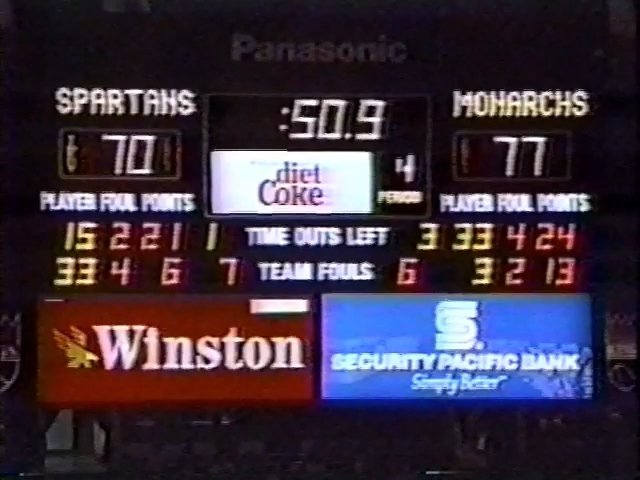 Panasonic
SPARTANS :50.9 MONARCHS
70 4 77
diet
Coke PERIOD
PLAYER FOUL POINTS PLAYER FOUL POINTS
15 2 21 1 TIME OUTS LEFT 3 33 4 24
33 4 6 7 TEAM FOULS 6 3 2 13
Winston
SECURITY PACIFIC BANK
Simply Better